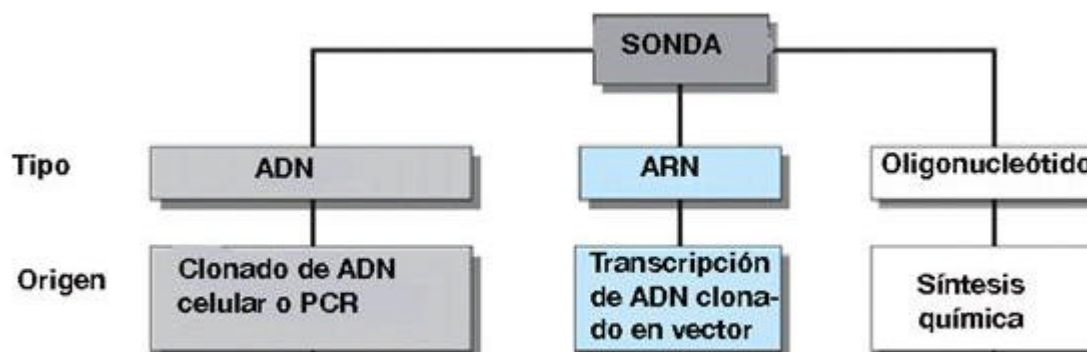 SONDA
Tipo
ADN
ARN
Oligonucleótido
Origen
Clonado de ADN
celular o PCR
Transcripción
de ADN clona-
do en vector
Síntesis
química